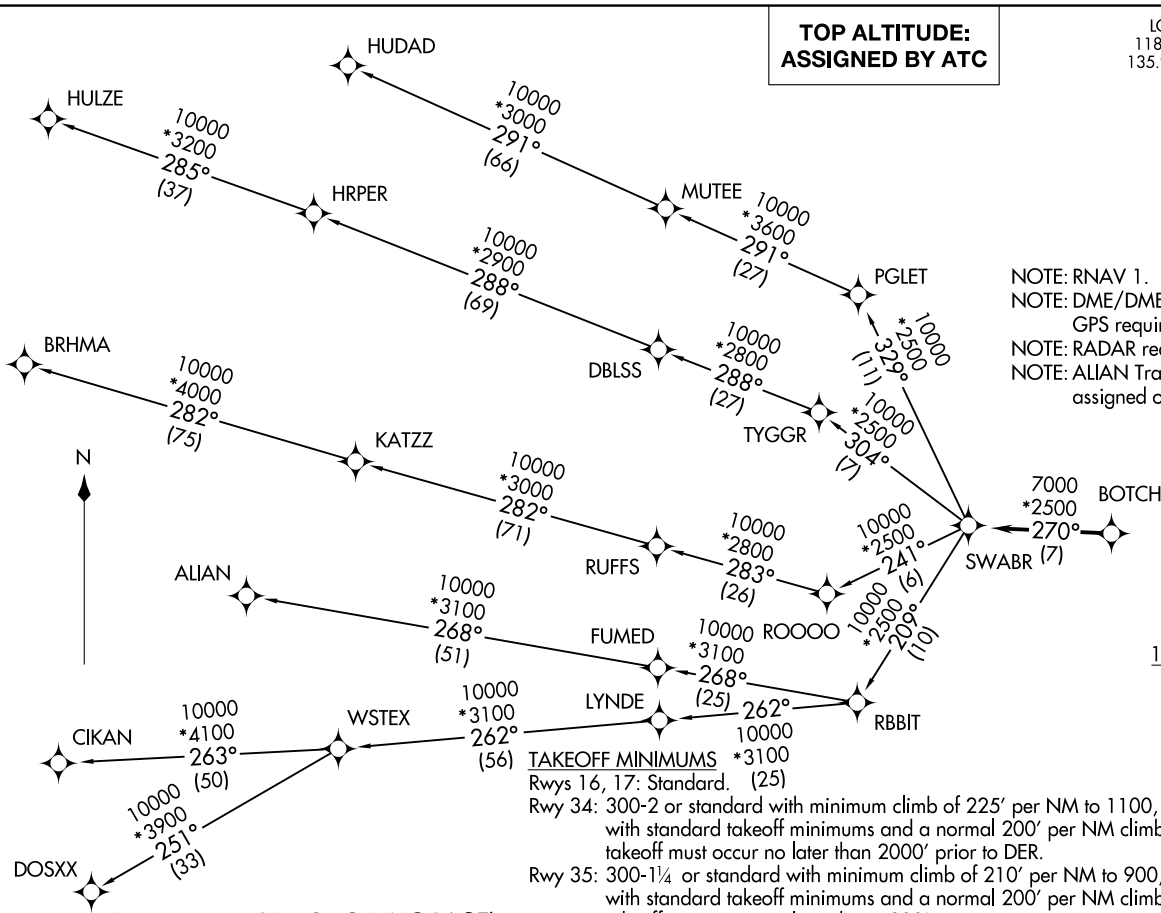 TOP ALTITUDE:
ASSIGNED BY ATC
HUDAD
HULZE
10000
*3000
291°
(66)
10000
*3200
285°
(37)
HRPER
MUTEE
10000
*3600
291°
(27)
PGLET
10000
*2900
288°
(69)
NOTE: RNAV 1.
NOTE: DME/DME
GPS
NOTE: RADAR
NOTE: ALIAN
assigned
10000
*2500
329°
(11)
BRHMA
10000
*4000
282°
(75)
DBLSS
10000
*2800
288°
(27)
TYGGR
10000
*2500
304°
(7)
KATZZ
N
10000
*3000
282°
(71)
7000
*2500
270°
(7)
BOTCH
SWABR
RUFFS
10000
*2800
283°
(26)
10000
*2500
241°
(6)
ROOOO
10000
*2500
209°
(10)
ALIAN
10000
*3100
268°
(51)
FUMED
10000
*3100
268°
(25)
RBBIT
LYNDE
262°
10000
*3100
(25)
WSTEX
10000
*3100
262°
(56)
CIKAN
10000
*4100
263°
(50)
10000
*3900
251°
(33)
DOSXX
TAKEOFF MINIMUMS
Rwys 16, 17: Standard.
Rwy 34: 300-2 or standard with minimum climb of 225' per NM to 1100,
with standard takeoff minimums and a normal 200' per NM climb
takeoff must occur no later than 2000' prior to DER.
Rwy 35: 300-1¼ or standard with minimum climb of 210' per NM to 900,
with standard takeoff minimums and a normal 200' per NM climb